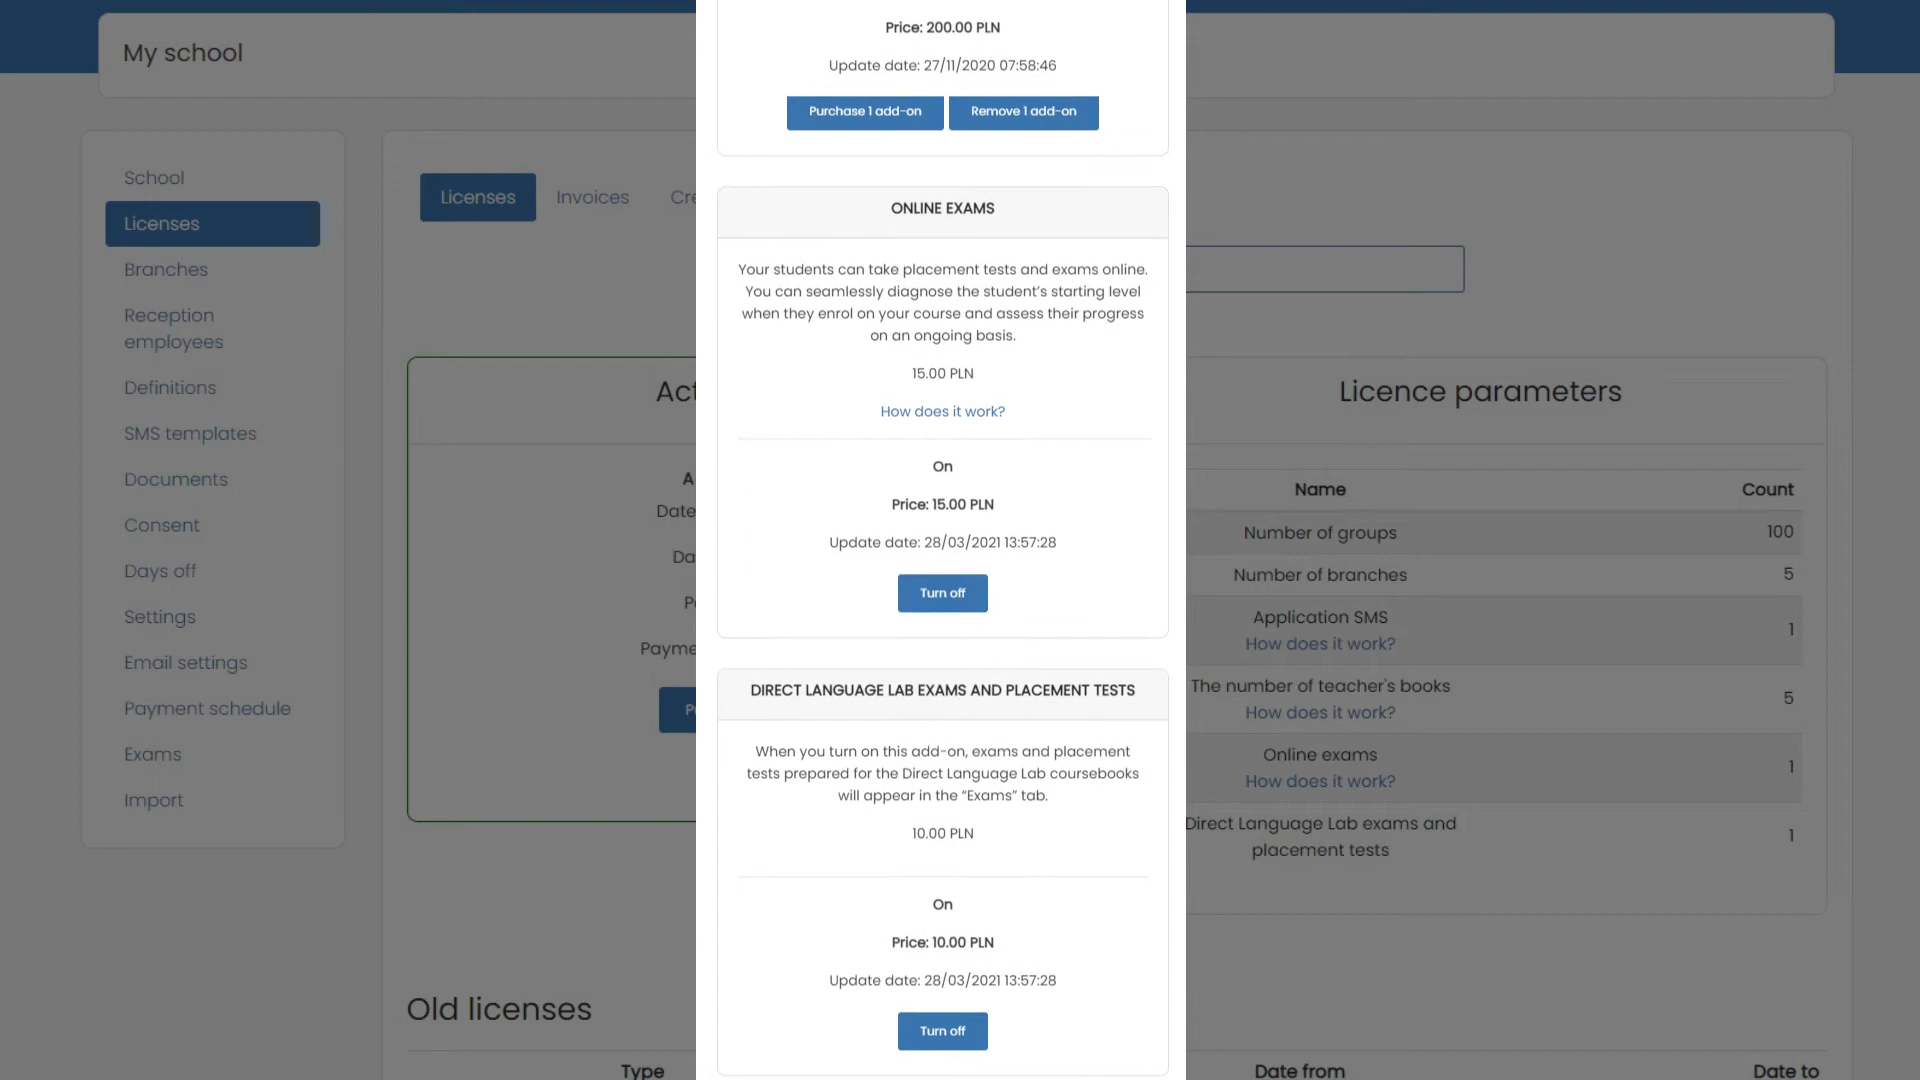 My school
School
Licenses
Branches
Reception
employees
Definitions
SMS templates
Documents
Consent
Days off
Settings
Email settings
Payment schedule
Exams
Import
Licenses
Invoices
Price: 200.00 PLN
Update date: 27/11/2020 07:58:46
Purchase 1 add-on
Remove 1 add-on
ONLINE EXAMS
Your students can take placement tests and exams online.
You can seamlessly diagnose the student's starting level
when they enrol on your course and assess their progress
on an ongoing basis.
15.00 PLN
How does it work?
On
Price: 15.00 PLN
Update date: 28/03/2021 13:57:28
Turn off
DIRECT LANGUAGE LAB EXAMS AND PLACEMENT TESTS
When you turn on this add-on, exams and placement
tests prepared for the Direct Language Lab coursebooks
will appear in the “Exams” tab.
10.00 PLN
On
Price: 10.00 PLN
Update date: 28/03/2021 13:57:28
Turn off
Date
Licence parameters
Name Count
Number of groups 100
Number of branches 5
Application SMS
How does it work? 1
The number of teacher's books
How does it work? 5
Online exams
How does it work? 1
Direct Language Lab exams and
placement tests 1
Old licenses
Type Date from Date to